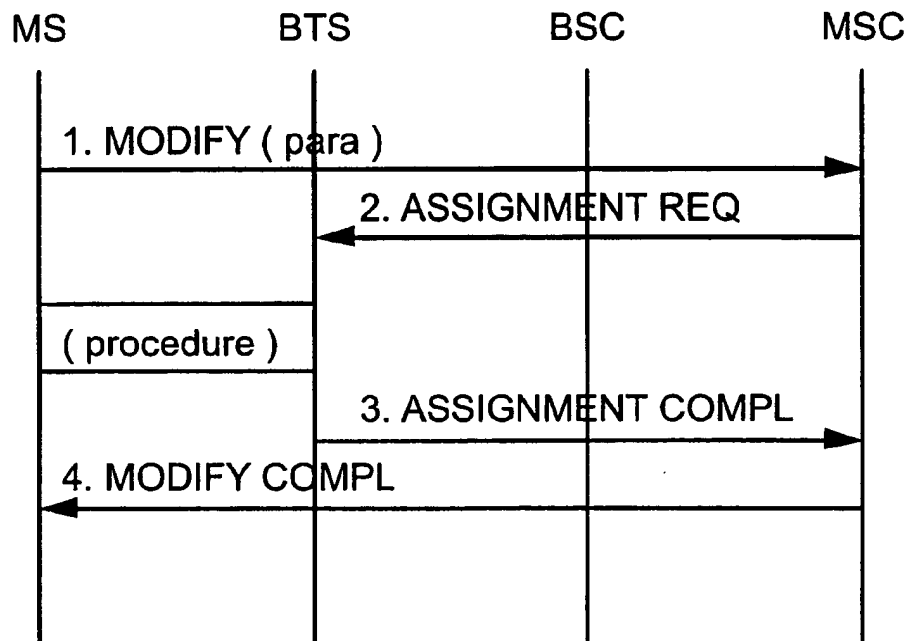 MS BTS BSC MSC
1. MODIFY ( para )
2. ASSIGNMENT REQ
( procedure )
3. ASSIGNMENT COMPL
4. MODIFY COMPL